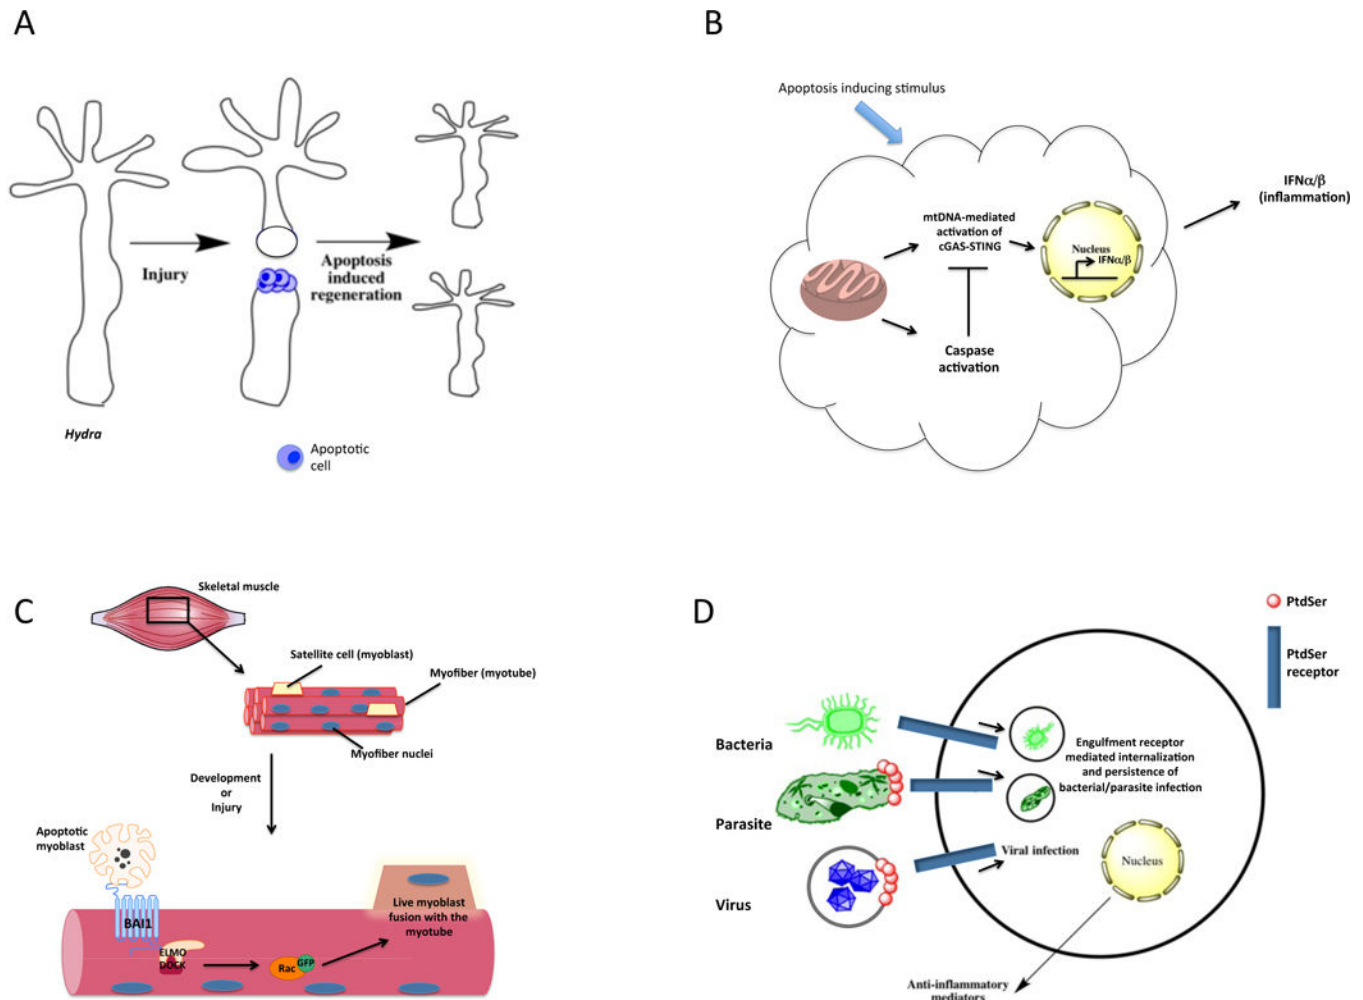 A
Injury
Apoptosis
induced
regeneration
Hydra
Apoptotic
cell
B
Apoptosis inducing stimulus
IFNα/β
(inflammation)
mtDNA-mediated
activation of
cGAS-STING
Nucleus
IFNα/β
Caspase
activation
C
Skeletal muscle
Satellite cell (myoblast)
Myofiber (myotube)
Myofiber nuclei
Development
or
Injury
Apoptotic
myoblast
BAI1
ELMO
DOCK
Rac
GFP
Live myoblast
fusion with the
myotube
D
PtdSer
PtdSer
receptor
Bacteria
Parasite
Virus
Engulfment receptor
mediated internalization
and persistence of
bacterial/parasite infection
Viral infection
Nucleus
Anti-inflammatory
mediators